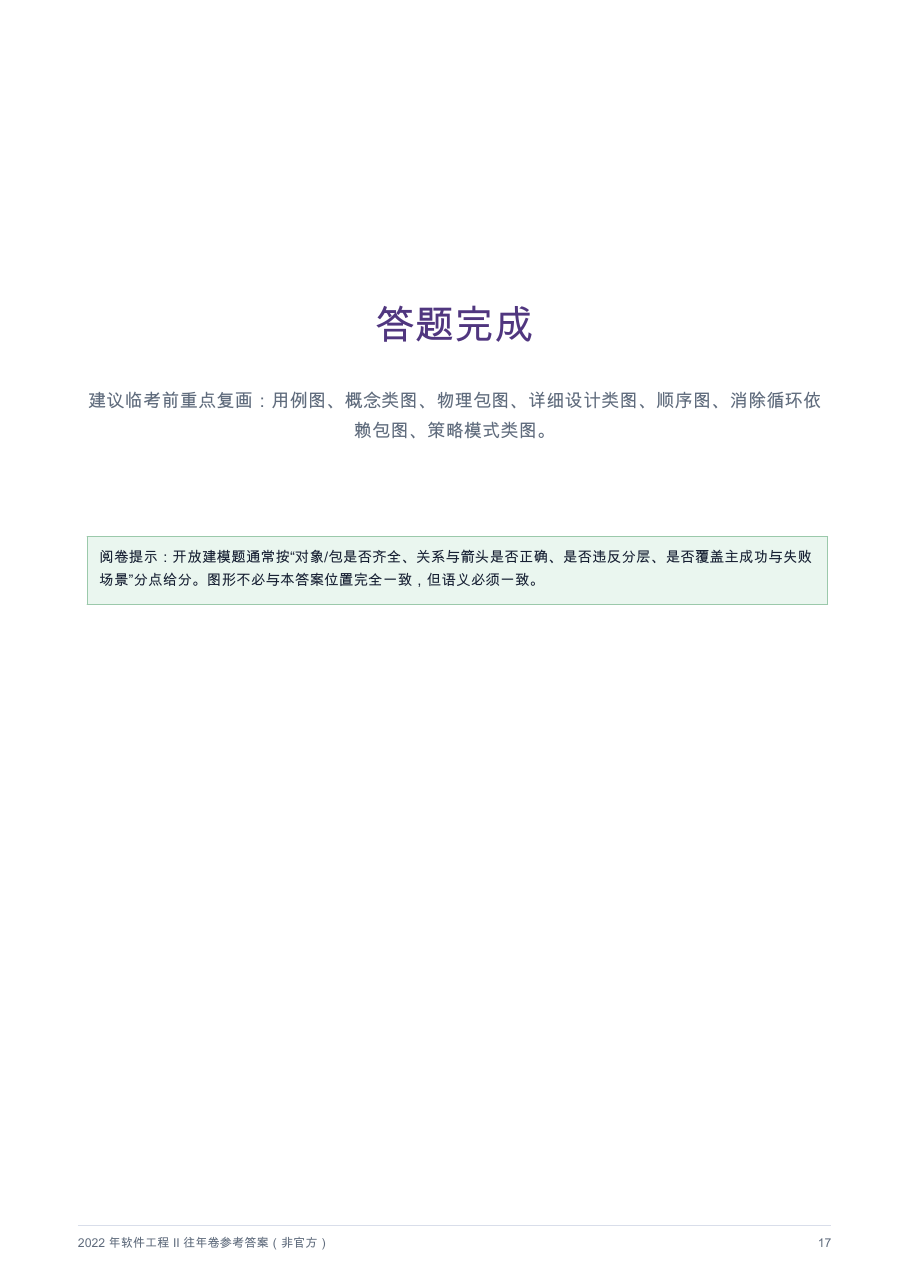 答题完成
建议临考前重点复画：用例图、概念类图、物理包图、详细设计类图、顺序图、消除循环依
赖包图、策略模式类图。
阅卷提示：开放建模题通常按“对象/包是否齐全、关系与箭头是否正确、是否违反分层、是否覆盖主成功与失败
场景”分点给分。图形不必与本答案位置完全一致，但语义必须一致。
2022 年软件工程 II 往年卷参考答案（非官方） 17